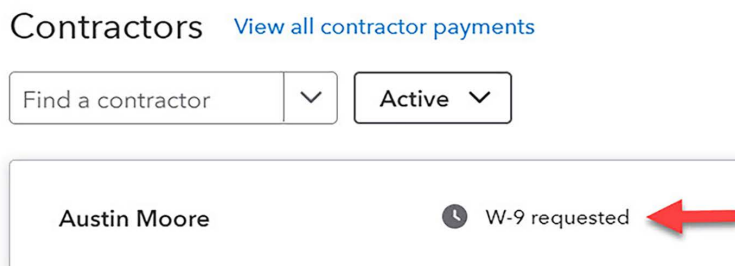 Contractors View all contractor payments
Find a contractor Active
Austin Moore W-9 requested